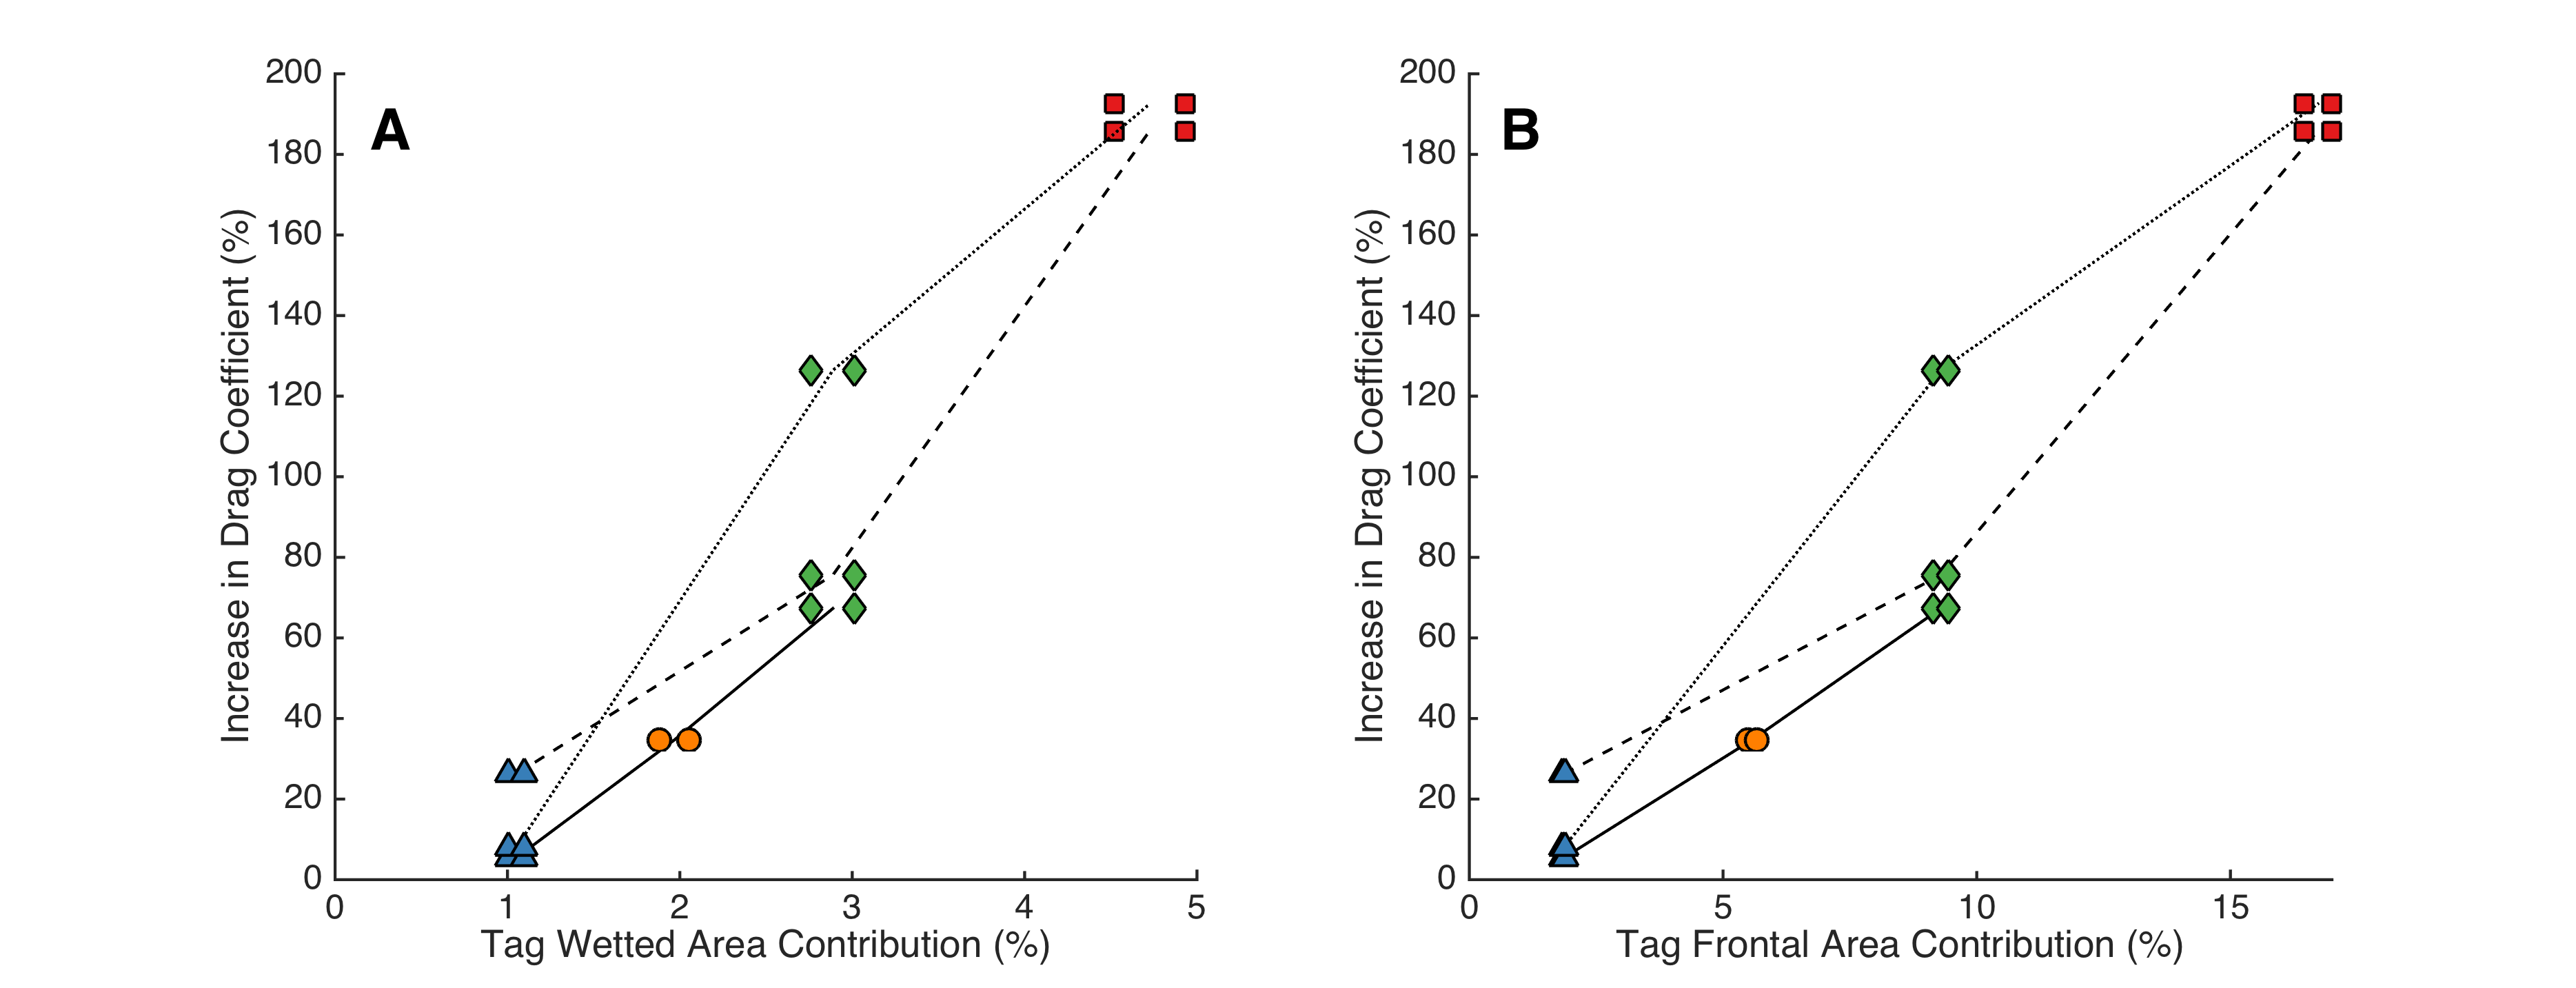 A
Increase in Drag Coefficient (%)
200
180
160
140
120
100
80
60
40
20
0
0 1 2 3 4 5
Tag Wetted Area Contribution (%)
B
Increase in Drag Coefficient (%)
200
180
160
140
120
100
80
60
40
20
0
0 5 10 15
Tag Frontal Area Contribution (%)